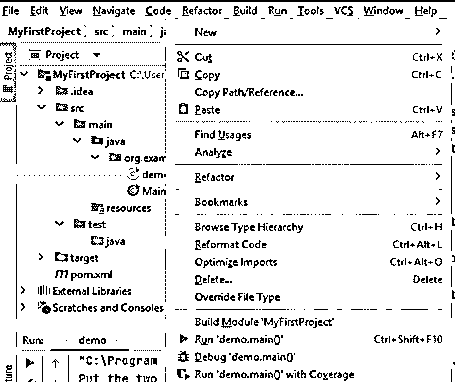 File Edit View Navigate Code Refactor Build Run Tools VCS Window Help
MyFirstProject src main
Project
Project
MyFirstProject C:\User
.idea
src
main
java
org.exam
demo
Main
resources
test
java
target
pom.xml
External Libraries
Scratches and Consoles
New
Cut Ctrl+X
Copy Ctrl+C
Copy Path/Reference...
Paste Ctrl+V
Find Usages Alt+F7
Analyze
Refactor
Bookmarks
Browse Type Hierarchy Ctrl+H
Reformat Code Ctrl+Alt+L
Optimize Imports Ctrl+Alt+O
Delete... Delete
Override File Type
Build Module 'MyFirstProject'
Run 'demo.main()' Ctrl+Shift+F10
Debug 'demo.main()'
Run 'demo.main()' with Coverage
Run: demo
"C:\Program
Put the two